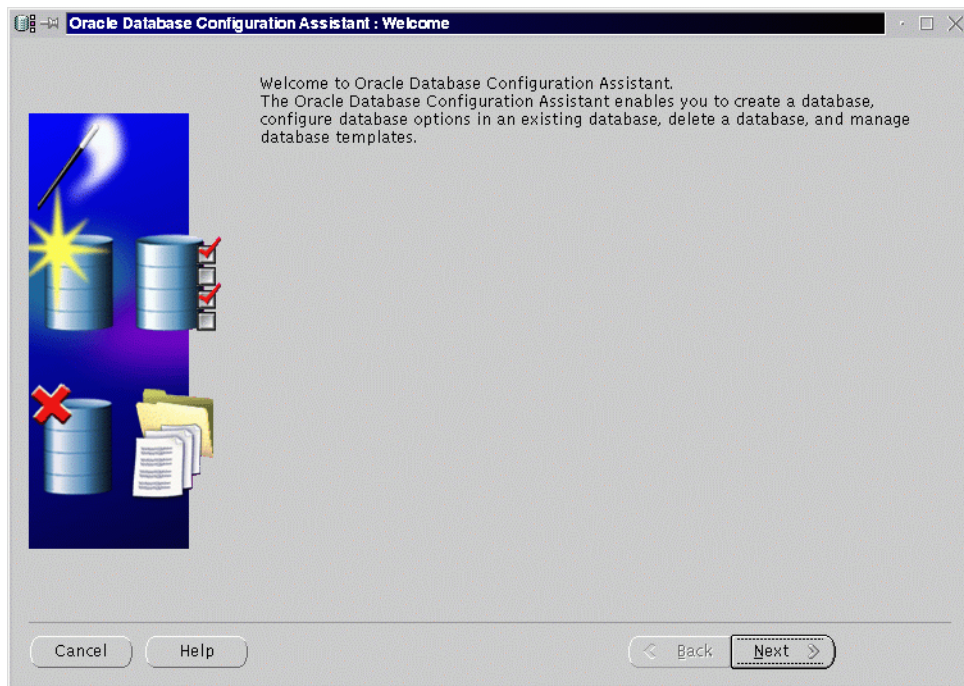 Oracle Database Configuration Assistant : Welcome
Welcome to Oracle Database Configuration Assistant.
The Oracle Database Configuration Assistant enables you to create a database,
configure database options in an existing database, delete a database, and manage
database templates.
Cancel
Help
Back
Next